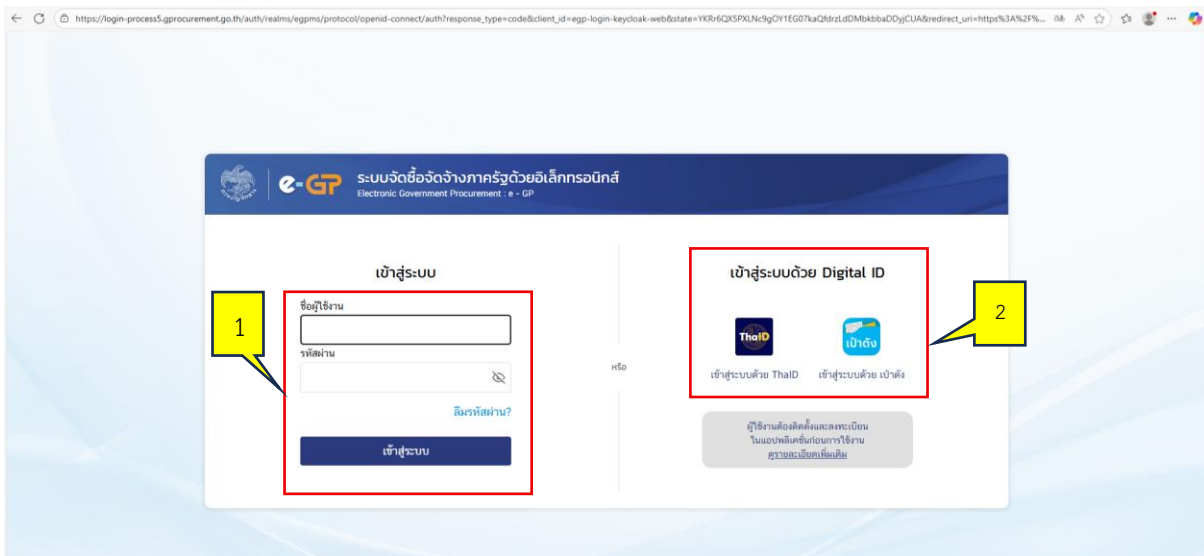 https://login-process5.gprocurement.go.th/auth/realms/egpms/protocol/openid-connect/auth?response_type=code&client_id=egp-login-keycloak-web&state=YKRr6QXSPXLNc9gOY1EG07kaQfdrzLdDMbkbbaDDyjCUA&redirect_uri=https%3A%2F%...
e-GP
ระบบจัดซื้อจัดจ้างภาครัฐด้วยอิเล็กทรอนิกส์
Electronic Government Procurement : e - GP
เข้าสู่ระบบ
1
ชื่อผู้ใช้งาน
รหัสผ่าน
ลืมรหัสผ่าน?
เข้าสู่ระบบ
หรือ
เข้าสู่ระบบด้วย Digital ID
2
ThaID
เป๋าตัง
เข้าสู่ระบบด้วย ThaID
เข้าสู่ระบบด้วย เป๋าตัง
ผู้ใช้งานต้องติดตั้งและลงทะเบียน
ในแอปพลิเคชั่นก่อนการใช้งาน
ดูรายละเอียดเพิ่มเติม